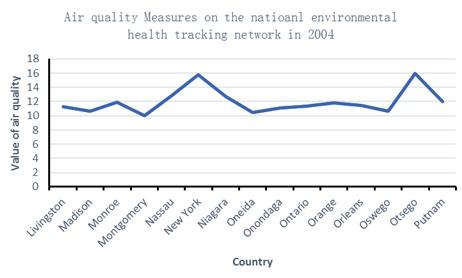 Air quality Measures on the natioanl environmental
health tracking network in 2004
Value of air quality
18
16
14
12
10
8
6
4
2
0
Livingston
Madison
Monroe
Montgomery
Nassau
New York
Niagara
Oneida
Onondaga
Ontario
Orange
Orleans
Oswego
Otsego
Putnam
Country